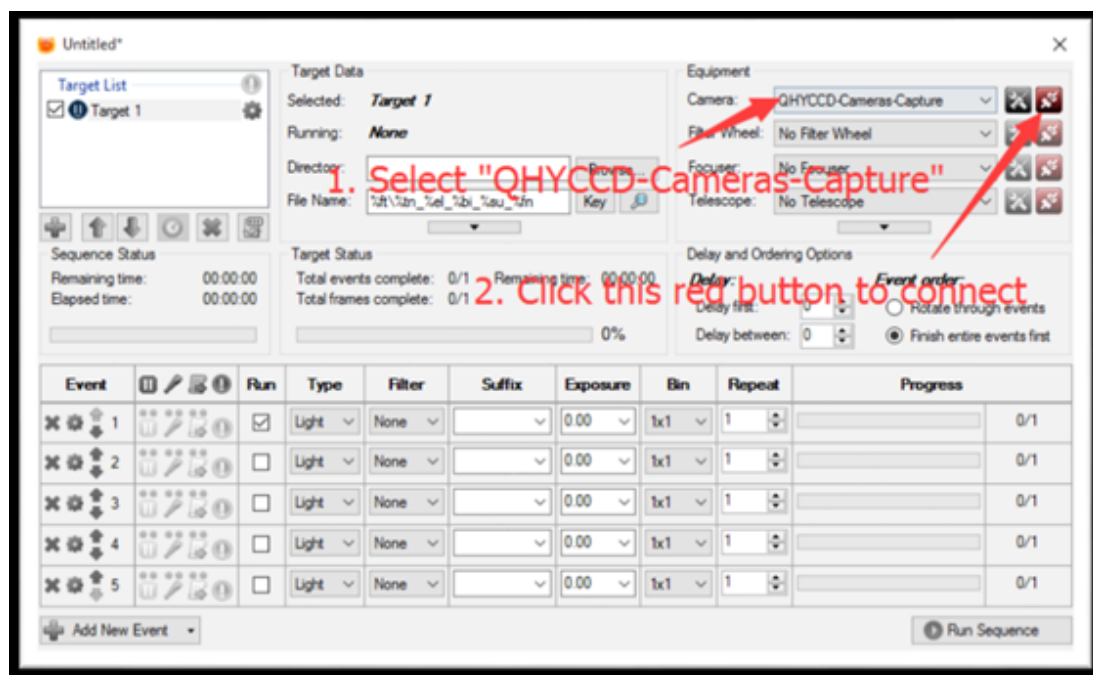 Untitled*
Target List
Target 1
Target Data
Selected: Target 1
Running: None
Directory: Browse...
File Name: %ft\%tn_%el_%bi_%su_%fn Key
Equipment
Camera: QHYCCD-Cameras-Capture
Filter Wheel: No Filter Wheel
Focuser: No Focuser
Telescope: No Telescope
1. Select "QHYCCD-Cameras-Capture"
2. Click this red button to connect
Sequence Status
Remaining time: 00:00:00
Elapsed time: 00:00:00
Target Status
Total events complete: 0/1 Remaining time: 00:00:00
Total frames complete: 0/1
0%
Delay and Ordering Options
Delay: Event order:
Delay first: 0 Rotate through events
Delay between: 0 Finish entire events first
Event Run Type Filter Suffix Exposure Bin Repeat Progress
1 Light None 0.00 1x1 1 0/1
2 Light None 0.00 1x1 1 0/1
3 Light None 0.00 1x1 1 0/1
4 Light None 0.00 1x1 1 0/1
5 Light None 0.00 1x1 1 0/1
Add New Event Run Sequence